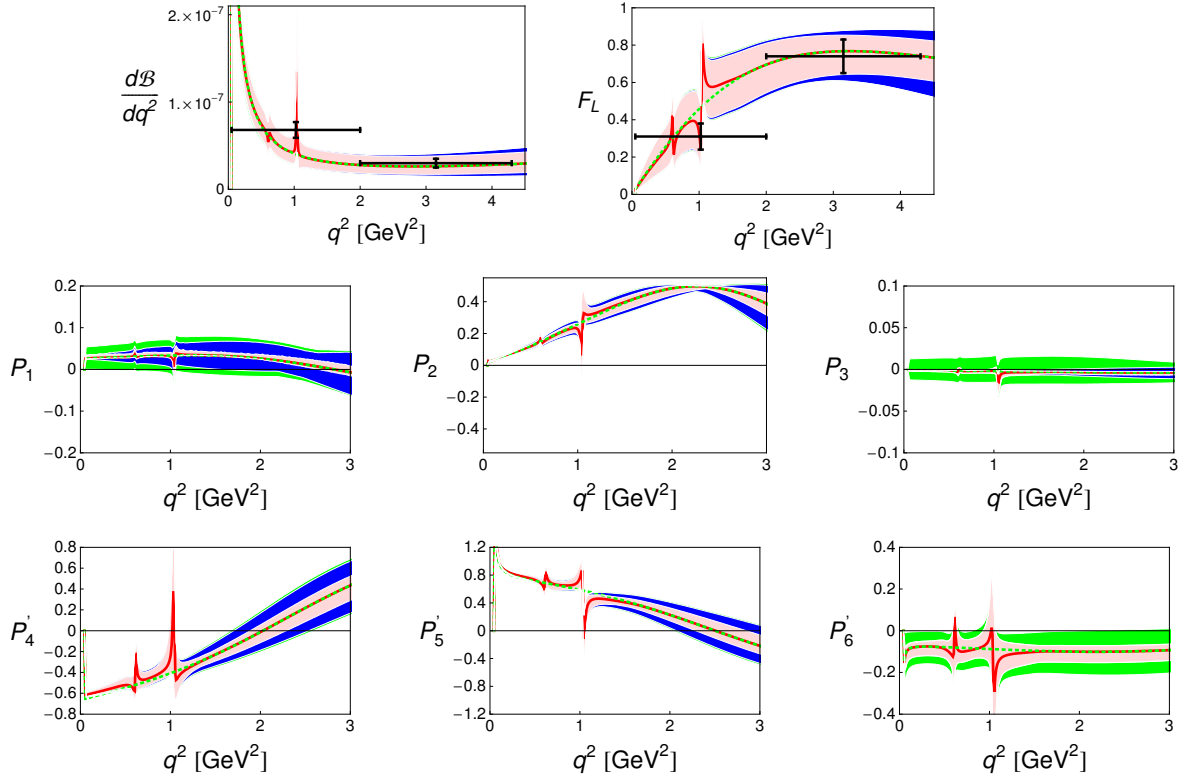 2.×10⁻⁷
1.×10⁻⁷
0
dℬ
dq²
0 1 2 3 4
q² [GeV²]
1
0.8
0.6
0.4
0.2
0
F_L
0 1 2 3 4
q² [GeV²]
0.2
0.1
0
−0.1
−0.2
P₁
0 1 2 3
q² [GeV²]
0.4
0.2
0
−0.2
−0.4
P₂
0 1 2 3
q² [GeV²]
0.10
0.05
0
−0.05
−0.1
P₃
0 1 2 3
q² [GeV²]
0.8
0.6
0.4
0.2
0
−0.2
−0.4
−0.6
−0.8
P₄'
0 1 2 3
q² [GeV²]
1.2
0.8
0.4
0
−0.4
−0.8
−1.2
P₅'
0 1 2 3
q² [GeV²]
0.4
0.2
0
−0.2
−0.4
P₆'
0 1 2 3
q² [GeV²]